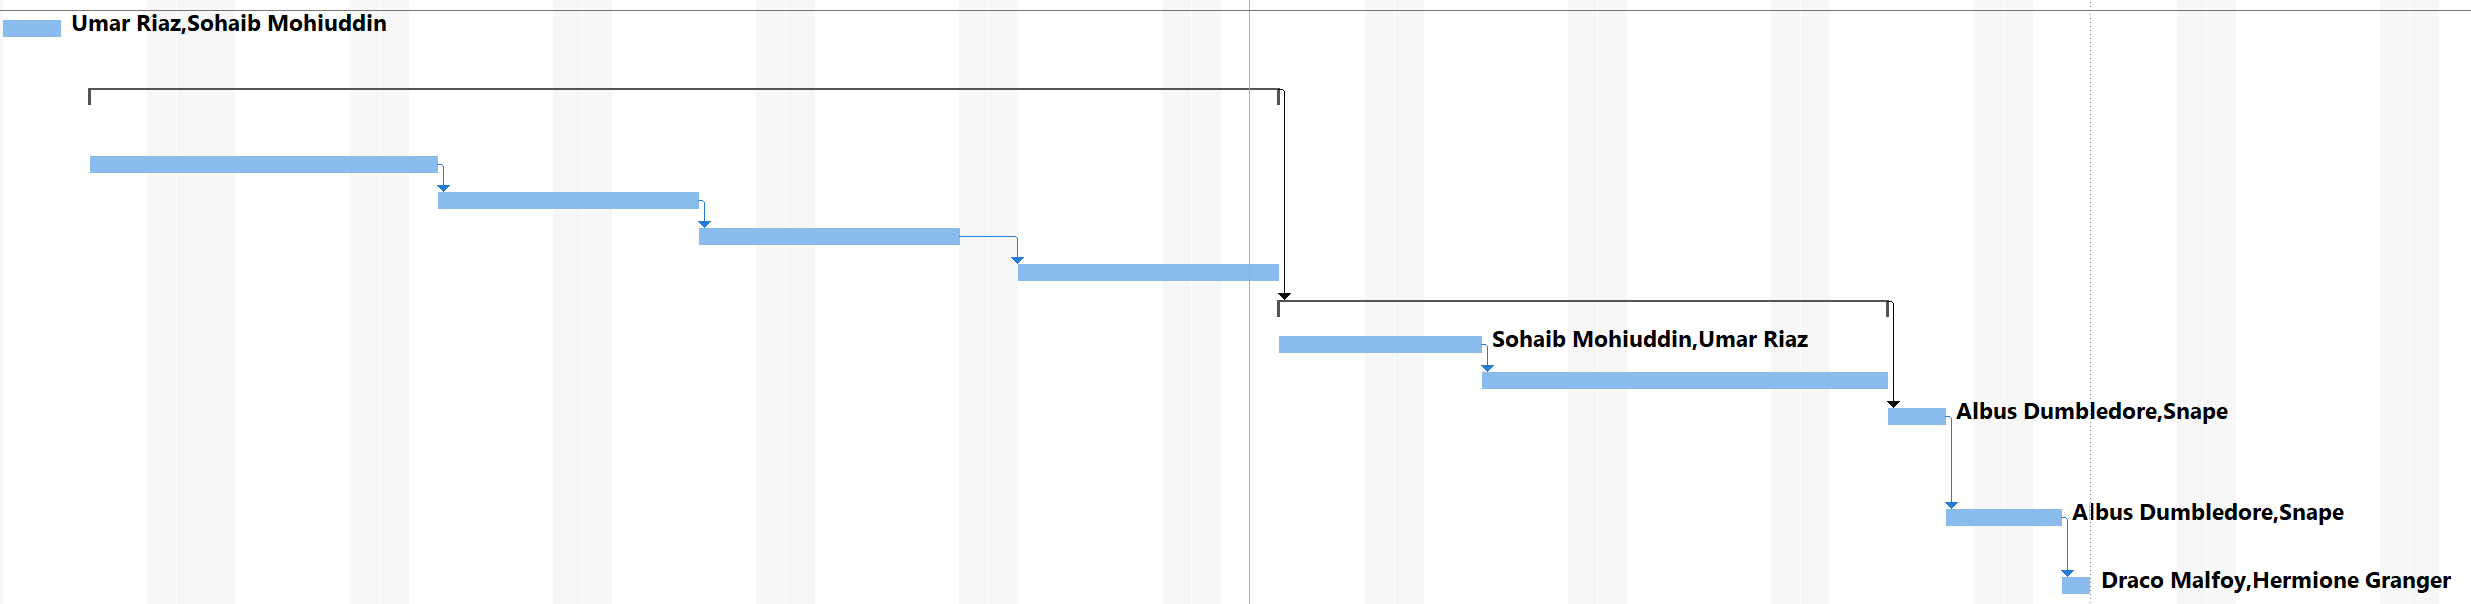 Umar Riaz,Sohaib Mohiuddin
Sohaib Mohiuddin,Umar Riaz
Albus Dumbledore,Snape
Albus Dumbledore,Snape
Draco Malfoy,Hermione Granger